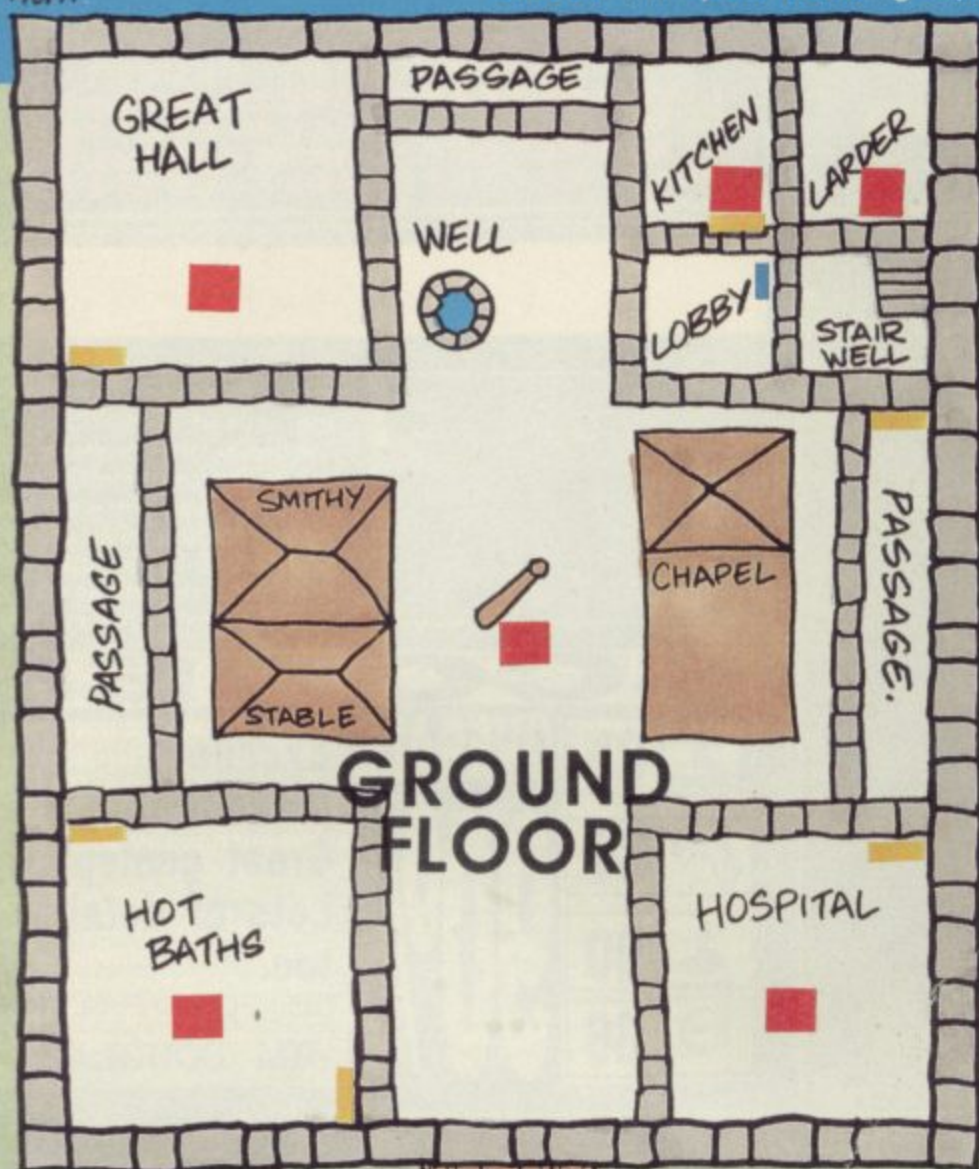 GREAT
HALL
PASSAGE
KITCHEN
LARDER
WELL
LOBBY
STAIR
WELL
SMITHY
CHAPEL
PASSAGE
PASSAGE.
STABLE
GROUND
FLOOR
HOT
BATHS
HOSPITAL